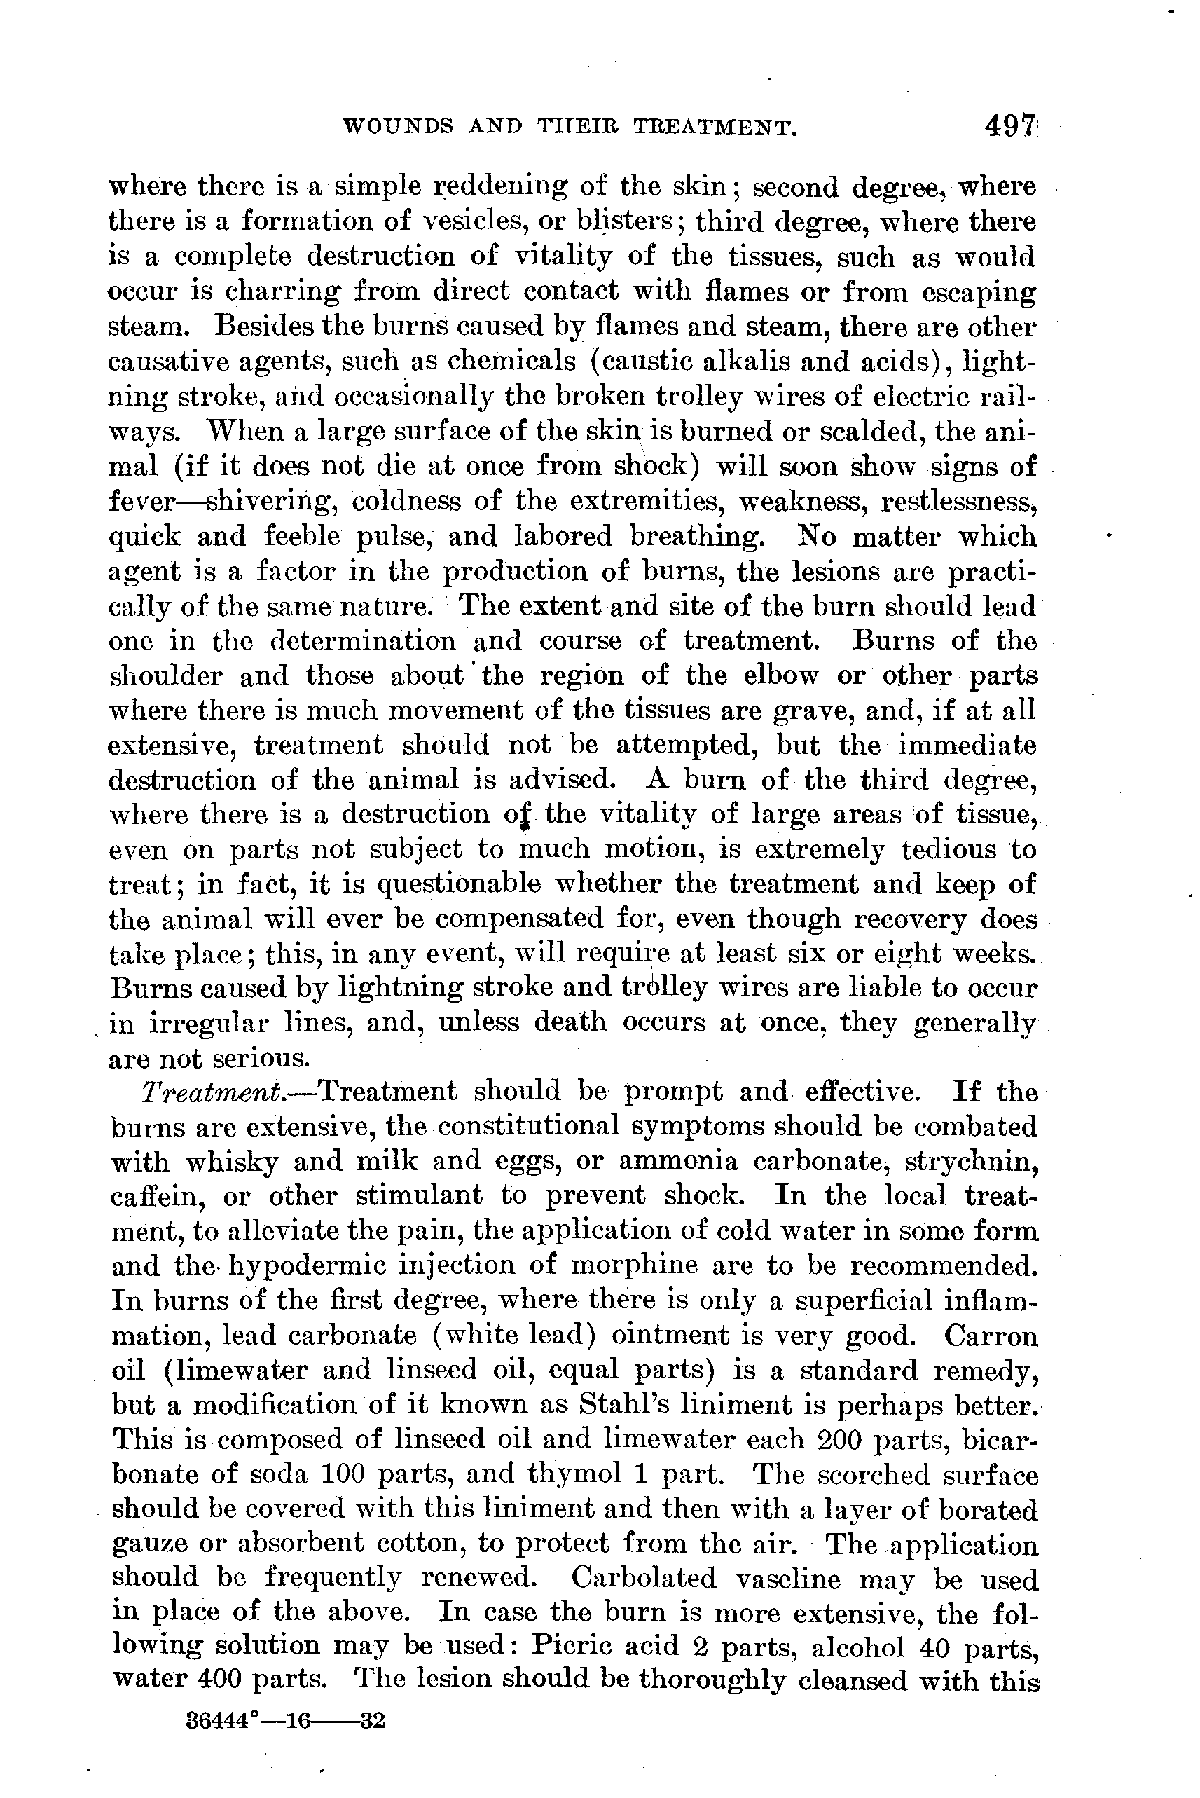 WOUNDS AND THEIR TREATMENT. 497
where there is a simple reddening of the skin; second degree, where
there is a formation of vesicles, or blisters; third degree, where there
is a complete destruction of vitality of the tissues, such as would
occur is charring from direct contact with flames or from escaping
steam. Besides the burns caused by flames and steam, there are other
causative agents, such as chemicals (caustic alkalis and acids), light-
ning stroke, and occasionally the broken trolley wires of electric rail-
ways. When a large surface of the skin is burned or scalded, the ani-
mal (if it does not die at once from shock) will soon show signs of
fever—shivering, coldness of the extremities, weakness, restlessness,
quick and feeble pulse, and labored breathing. No matter which
agent is a factor in the production of burns, the lesions are practi-
cally of the same nature. The extent and site of the burn should lead
one in the determination and course of treatment. Burns of the
shoulder and those about the region of the elbow or other parts
where there is much movement of the tissues are grave, and, if at all
extensive, treatment should not be attempted, but the immediate
destruction of the animal is advised. A burn of the third degree,
where there is a destruction of the vitality of large areas of tissue,
even on parts not subject to much motion, is extremely tedious to
treat; in fact, it is questionable whether the treatment and keep of
the animal will ever be compensated for, even though recovery does
take place; this, in any event, will require at least six or eight weeks.
Burns caused by lightning stroke and trolley wires are liable to occur
in irregular lines, and, unless death occurs at once, they generally
are not serious.
Treatment.—Treatment should be prompt and effective. If the
burns are extensive, the constitutional symptoms should be combated
with whisky and milk and eggs, or ammonia carbonate, strychnin,
caffein, or other stimulant to prevent shock. In the local treat-
ment, to alleviate the pain, the application of cold water in some form
and the hypodermic injection of morphine are to be recommended.
In burns of the first degree, where there is only a superficial inflam-
mation, lead carbonate (white lead) ointment is very good. Carron
oil (limewater and linseed oil, equal parts) is a standard remedy,
but a modification of it known as Stahl's liniment is perhaps better.
This is composed of linseed oil and limewater each 200 parts, bicar-
bonate of soda 100 parts, and thymol 1 part. The scorched surface
should be covered with this liniment and then with a layer of borated
gauze or absorbent cotton, to protect from the air. The application
should be frequently renewed. Carbolated vaseline may be used
in place of the above. In case the burn is more extensive, the fol-
lowing solution may be used: Picric acid 2 parts, alcohol 40 parts,
water 400 parts. The lesion should be thoroughly cleansed with this
36444°—16——32